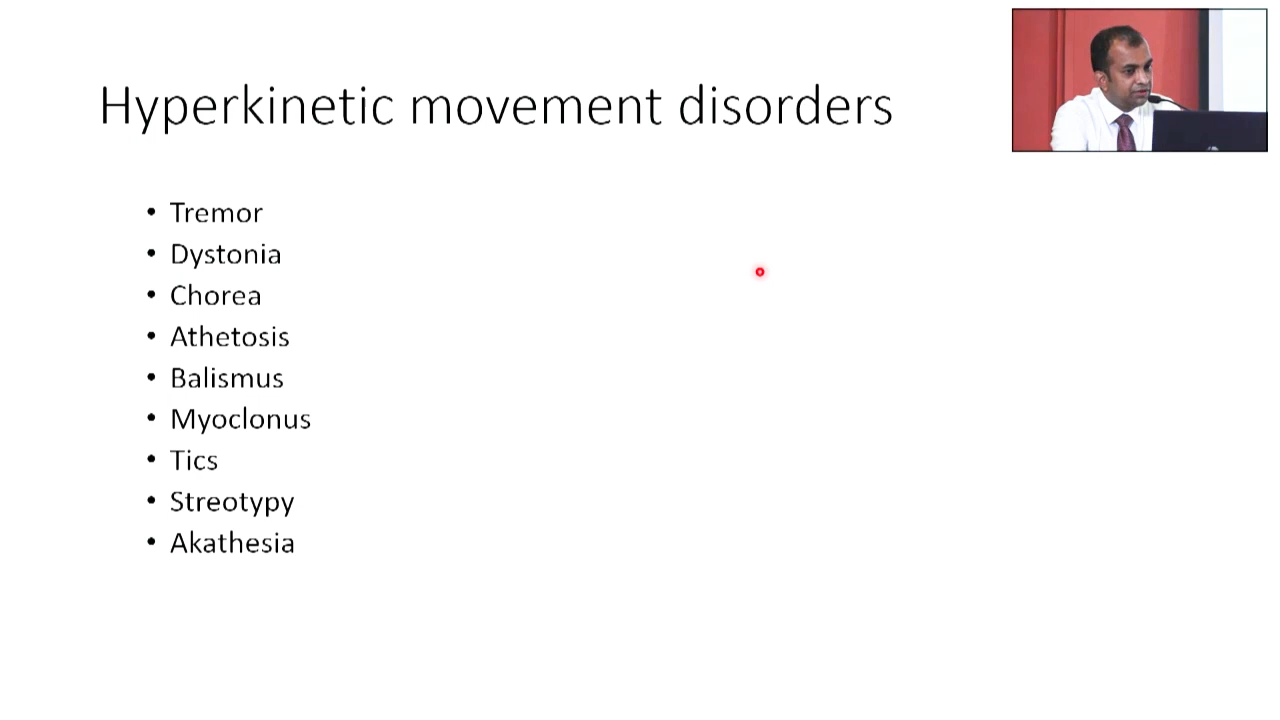 Hyperkinetic movement disorders
• Tremor
• Dystonia
• Chorea
• Athetosis
• Balismus
• Myoclonus
• Tics
• Streotypy
• Akathesia